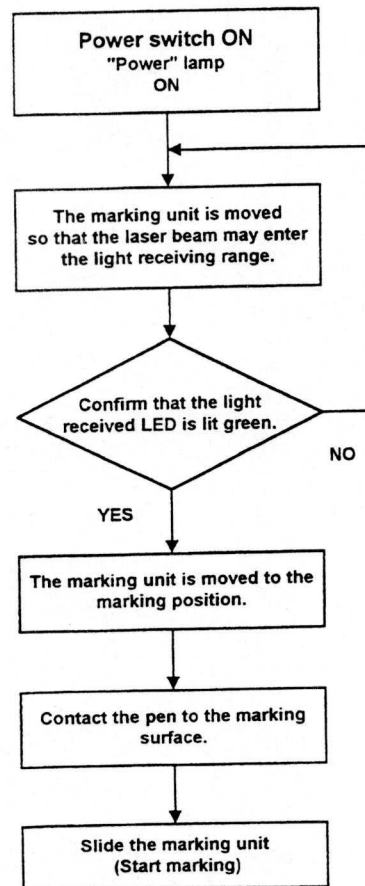 Power switch ON
"Power" lamp
ON
The marking unit is moved
so that the laser beam may enter
the light receiving range.
Confirm that the light
received LED is lit green.
NO
YES
The marking unit is moved to the
marking position.
Contact the pen to the marking
surface.
Slide the marking unit
(Start marking)